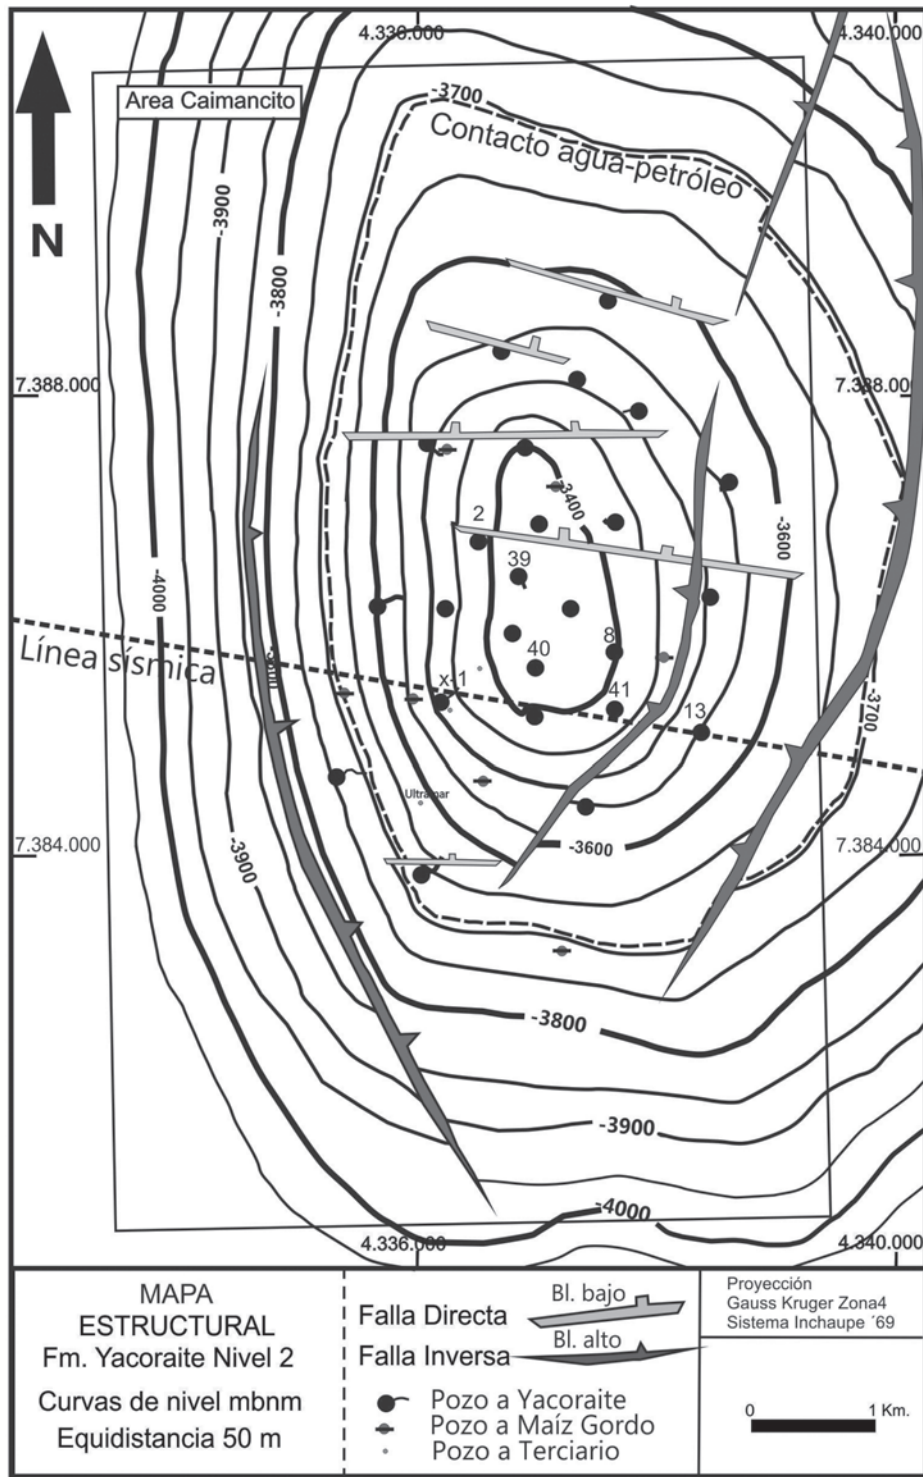 4.336.000
4.340.000
Area Caimancito
-3700
Contacto agua-petróleo
-3900
N
-3800
7.388.000
7.388.000
-3400
2
-3600
39
-4000
8
40
Línea sísmica
x-1
41
13
-3700
Ultramar
7.384.000
-3600
7.384.000
-3900
-3800
-3900
-4000
4.336.000
4.340.000
MAPA
ESTRUCTURAL
Fm. Yacoraite Nivel 2
Curvas de nivel mbnm
Equidistancia 50 m
Falla Directa
Bl. bajo
Falla Inversa
Bl. alto
Pozo a Yacoraite
Pozo a Maíz Gordo
Pozo a Terciario
Proyección
Gauss Kruger Zona4
Sistema Inchaupe ´69
0 1 Km.